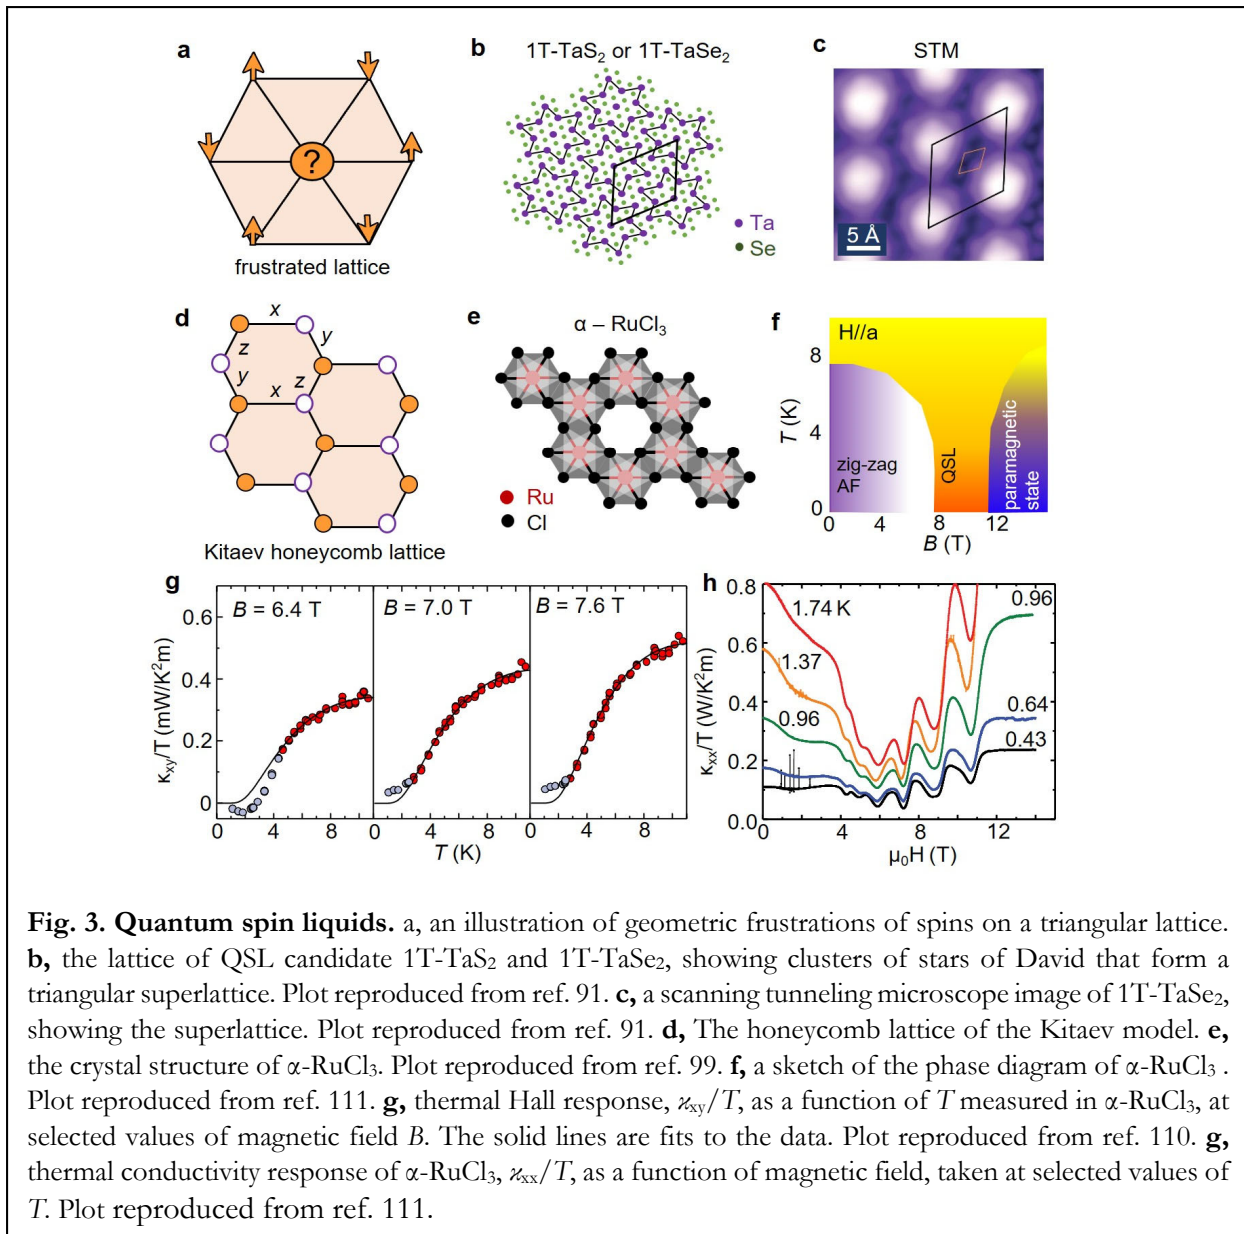 a
b 1T-TaS₂ or 1T-TaSe₂
c STM
?
frustrated lattice
Ta
Se
5 Å
d
x
y
z
y
x
z
Kitaev honeycomb lattice
e α – RuCl₃
Ru
Cl
f
H//a
8
4
0
T (K)
zig-zag
AF
QSL
paramagnetic
state
0 4 8 12
B (T)
g
B = 6.4 T B = 7.0 T B = 7.6 T
0.6
0.4
0.2
0
κxy/T (mW/K²m)
0 4 8 0 4 8 0 4 8
T (K)
h
0.8
0.6
0.4
0.2
0.0
κxx/T (W/K²m)
1.74 K
1.37
0.96
0.96
0.64
0.43
0 4 8 12
μ₀H (T)
Fig. 3. Quantum spin liquids. a, an illustration of geometric frustrations of spins on a triangular lattice.
b, the lattice of QSL candidate 1T-TaS₂ and 1T-TaSe₂, showing clusters of stars of David that form a
triangular superlattice. Plot reproduced from ref. 91. c, a scanning tunneling microscope image of 1T-TaSe₂,
showing the superlattice. Plot reproduced from ref. 91. d, The honeycomb lattice of the Kitaev model. e,
the crystal structure of α-RuCl₃. Plot reproduced from ref. 99. f, a sketch of the phase diagram of α-RuCl₃ .
Plot reproduced from ref. 111. g, thermal Hall response, ϰxy/T, as a function of T measured in α-RuCl₃, at
selected values of magnetic field B. The solid lines are fits to the data. Plot reproduced from ref. 110. g,
thermal conductivity response of α-RuCl₃, ϰxx/T, as a function of magnetic field, taken at selected values of
T. Plot reproduced from ref. 111.